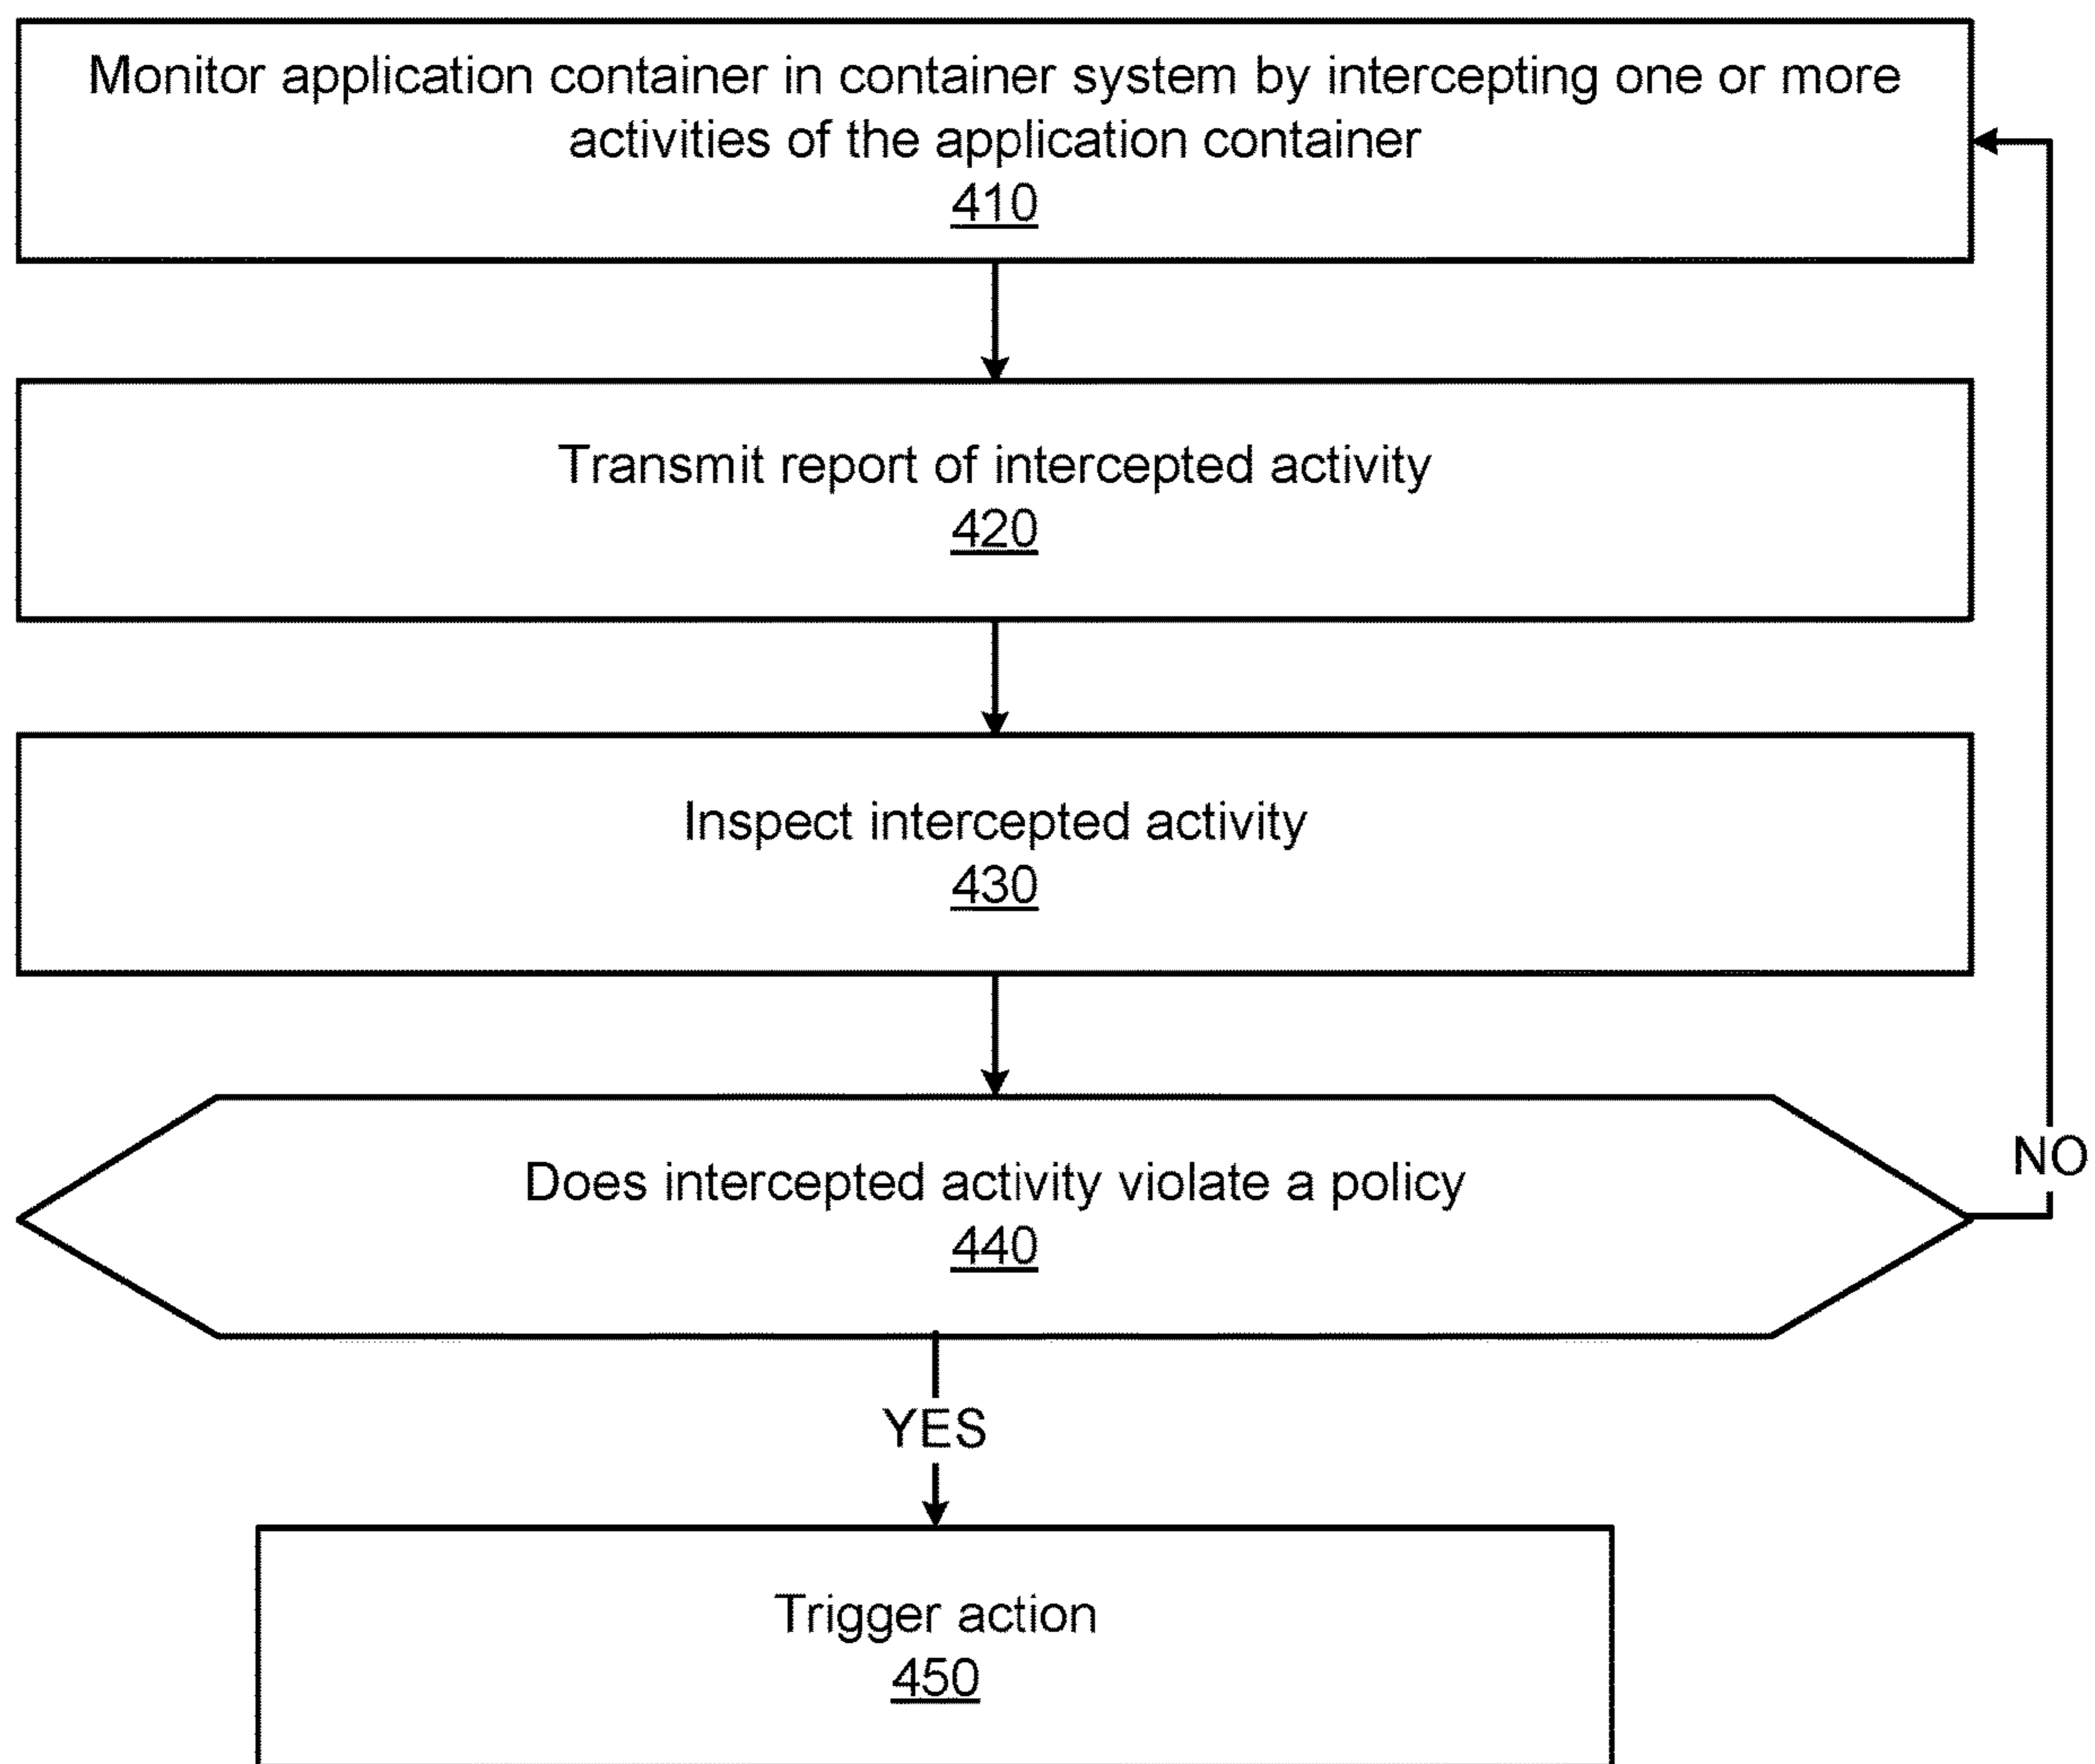 Monitor application container in container system by intercepting one or more
activities of the application container
410
Transmit report of intercepted activity
420
Inspect intercepted activity
430
Does intercepted activity violate a policy
440
NO
YES
Trigger action
450